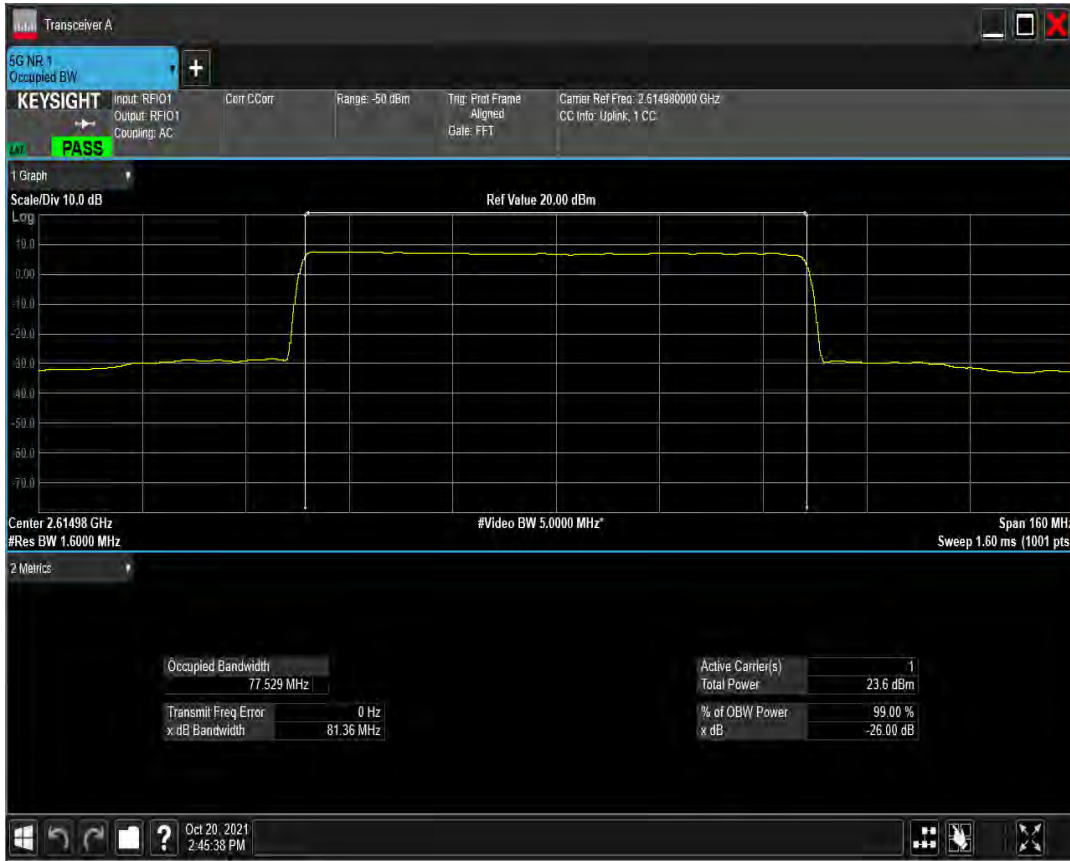 Transceiver A
5G NR 1
Occupied BW
+
KEYSIGHT
Input: RFIO1
Output: RFIO1
Coupling: AC
Corr CCorr
Range: -50 dBm
Trig: Prot Frame
Aligned
Gate: FFT
Carrier Ref Freq: 2.614980000 GHz
CC Info: Uplink, 1 CC
PASS
1 Graph
Scale/Div 10.0 dB
Ref Value 20.00 dBm
Log
10.0
0.00
-10.0
-20.0
-30.0
-40.0
-50.0
-60.0
-70.0
Center 2.61498 GHz
#Video BW 5.0000 MHz*
Span 160 MHz
#Res BW 1.6000 MHz
Sweep 1.60 ms (1001 pts
2 Metrics
Occupied Bandwidth
77.529 MHz
Transmit Freq Error 0 Hz
x dB Bandwidth 81.36 MHz
Active Carrier(s) 1
Total Power 23.6 dBm
% of OBW Power 99.00 %
x dB -26.00 dB
?
Oct 20, 2021
2:45:38 PM